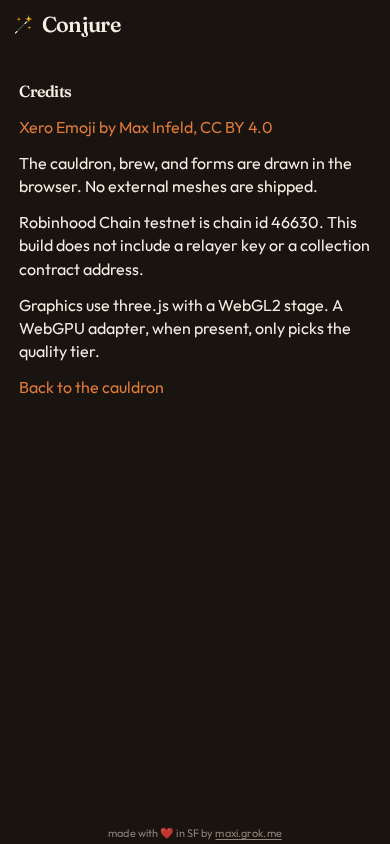 Conjure
Credits
Xero Emoji by Max Infeld, CC BY 4.0
The cauldron, brew, and forms are drawn in the
browser. No external meshes are shipped.
Robinhood Chain testnet is chain id 46630. This
build does not include a relayer key or a collection
contract address.
Graphics use three.js with a WebGL2 stage. A
WebGPU adapter, when present, only picks the
quality tier.
Back to the cauldron
made with ❤️ in SF by maxi.grok.me